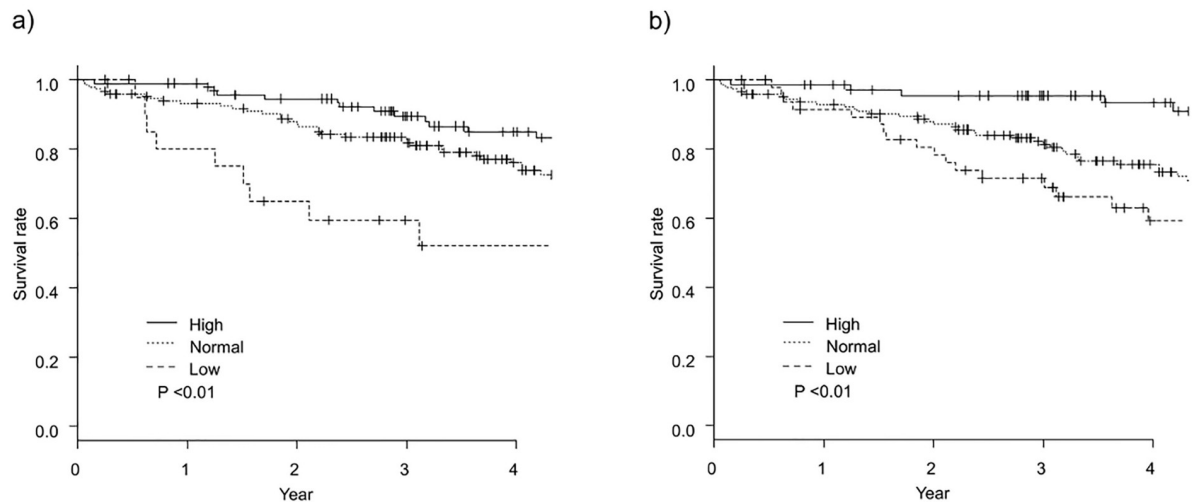 a)
1.0
0.8
0.6
0.4
0.2
0.0
Survival rate
High
Normal
Low
P <0.01
0 1 2 3 4
Year
b)
1.0
0.8
0.6
0.4
0.2
0.0
Survival rate
High
Normal
Low
P <0.01
0 1 2 3 4
Year